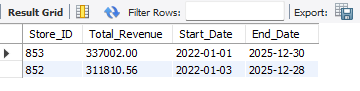 Result Grid Filter Rows: Export:
Store_ID Total_Revenue Start_Date End_Date
853 337002.00 2022-01-01 2025-12-30
852 311810.56 2022-01-03 2025-12-28